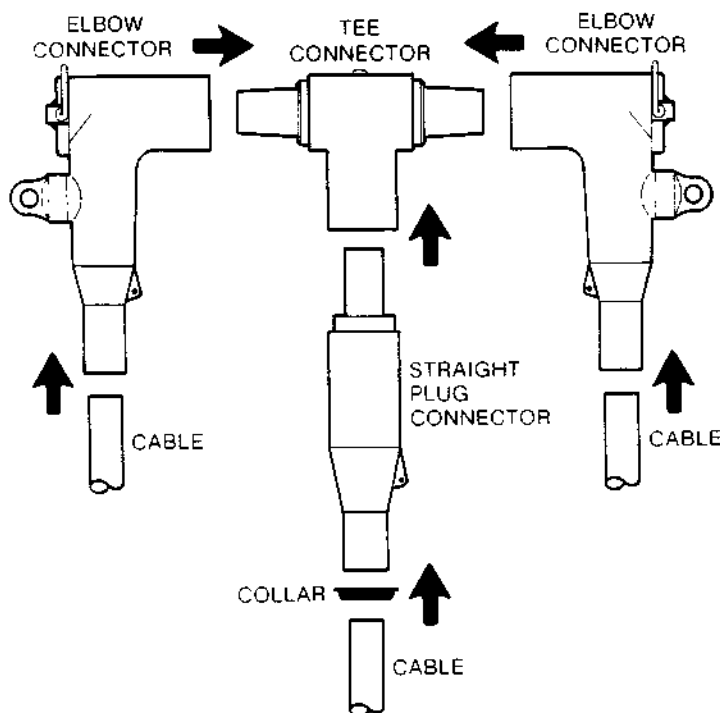 ELBOW
CONNECTOR
TEE
CONNECTOR
ELBOW
CONNECTOR
STRAIGHT
PLUG
CONNECTOR
CABLE
CABLE
COLLAR
CABLE